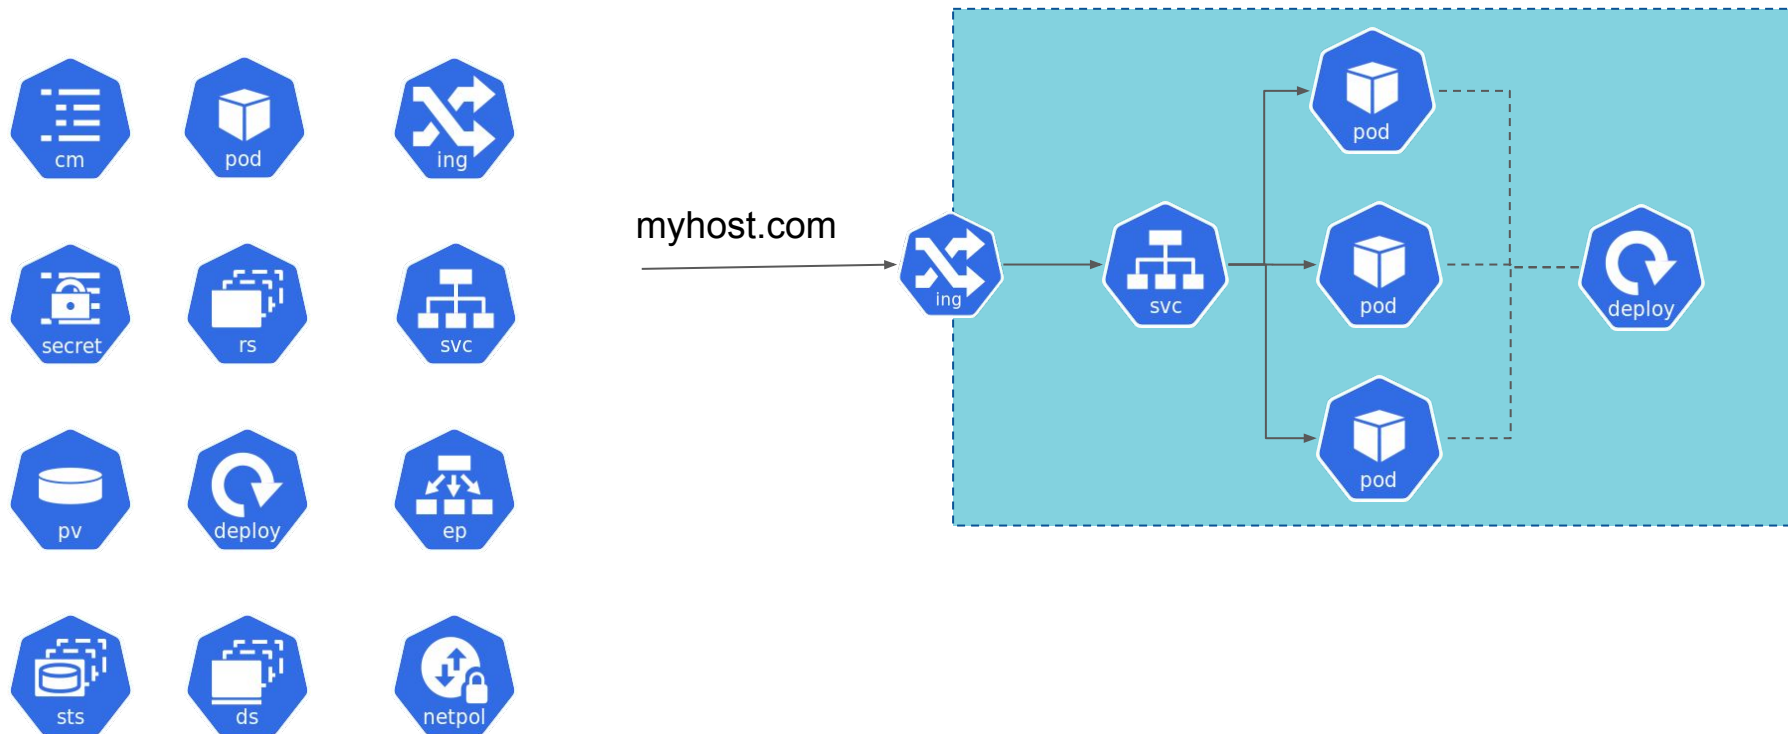 cm
pod
ing
secret
rs
svc
pv
deploy
ep
sts
ds
netpol
myhost.com
ing
svc
pod
pod
pod
deploy